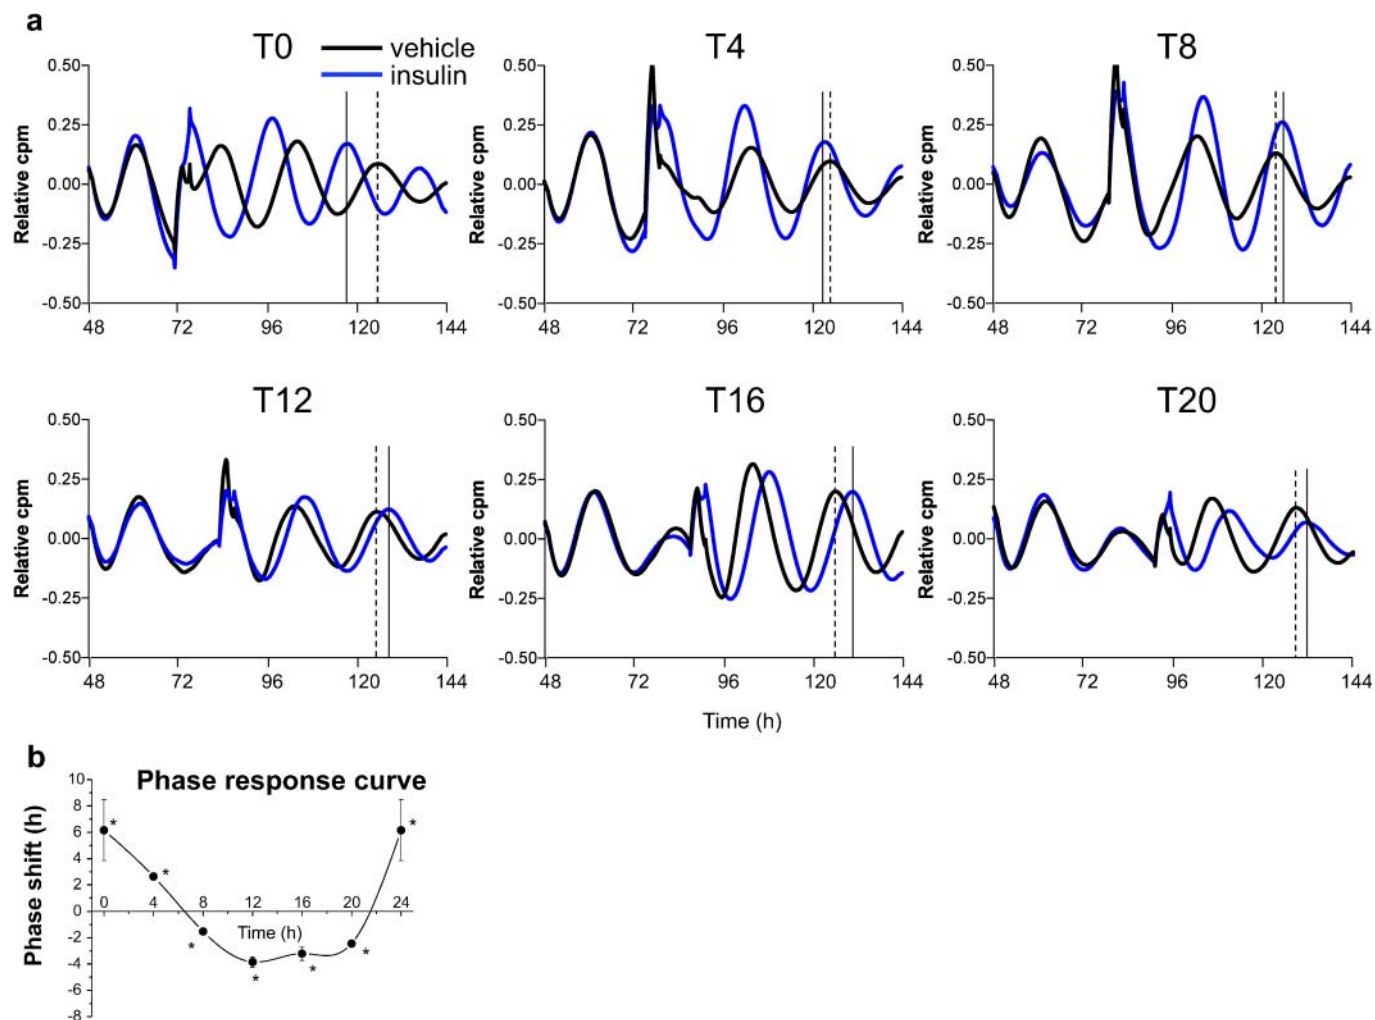 a
T0
vehicle
insulin
T4
T8
0.50
0.25
0.00
-0.25
-0.50
Relative cpm
48 72 96 120 144
0.50
0.25
0.00
-0.25
-0.50
Relative cpm
48 72 96 120 144
0.50
0.25
0.00
-0.25
-0.50
Relative cpm
48 72 96 120 144
T12
T16
T20
0.50
0.25
0.00
-0.25
-0.50
Relative cpm
48 72 96 120 144
0.50
0.25
0.00
-0.25
-0.50
Relative cpm
48 72 96 120 144
0.50
0.25
0.00
-0.25
-0.50
Relative cpm
48 72 96 120 144
Time (h)
b
Phase response curve
Phase shift (h)
10
8
6
4
2
0
-2
-4
-6
-8
* * * * * * *
0 4 8 12 16 20 24
Time (h)